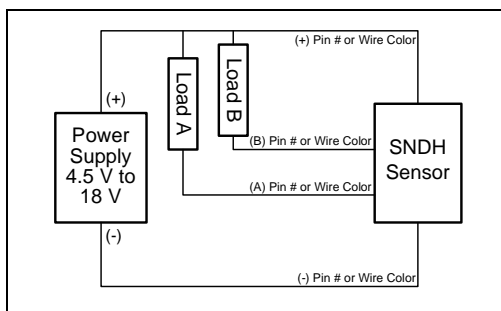 (+) Pin # or Wire Color
Load A
Load B
(+)
Power
Supply
4.5 V to
18 V
(-)
(B) Pin # or Wire Color
(A) Pin # or Wire Color
SNDH
Sensor
(-) Pin # or Wire Color